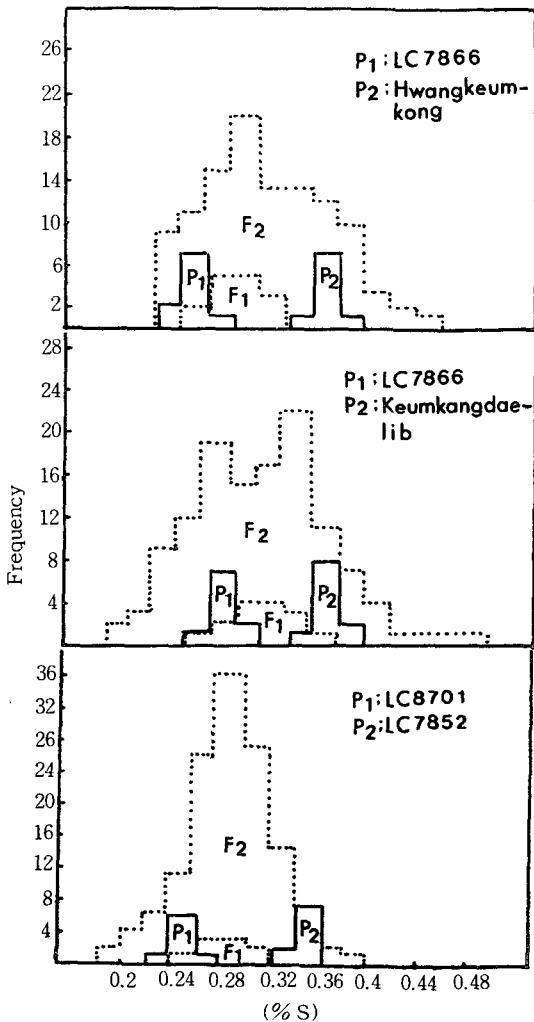 26
22
18
14
10
6
2
P1;LC7866
P2:Hwangkeum-
kong
F2
P1
F1
P2
28
24
20
16
12
8
4
P1:LC7866
P2:Keumkangdae-
lib
F2
P1
F1
P2
Frequency
36
32
28
24
20
16
12
8
4
P1;LC8701
P2;LC7852
F2
P1
F1
P2
0.2 0.24 0.28 0.32 0.36 0.4 0.44 0.48
(% S)